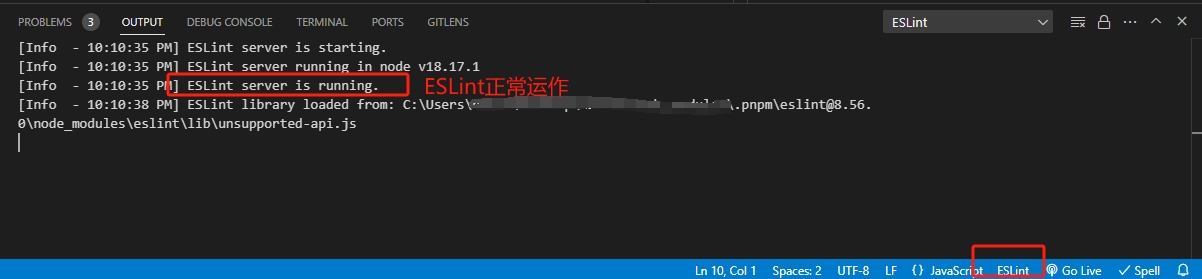 PROBLEMS 3 OUTPUT DEBUG CONSOLE TERMINAL PORTS GITLENS ESLint
[Info  - 10:10:35 PM] ESLint server is starting.
[Info  - 10:10:35 PM] ESLint server running in node v18.17.1
[Info  - 10:10:35 PM] ESLint server is running. ESLint正常运作
[Info  - 10:10:38 PM] ESLint library loaded from: C:\Users\ \.pnpm\eslint@8.56.
0\node_modules\eslint\lib\unsupported-api.js
Ln 10, Col 1 Spaces: 2 UTF-8 LF {} JavaScript ESLint Go Live Spell